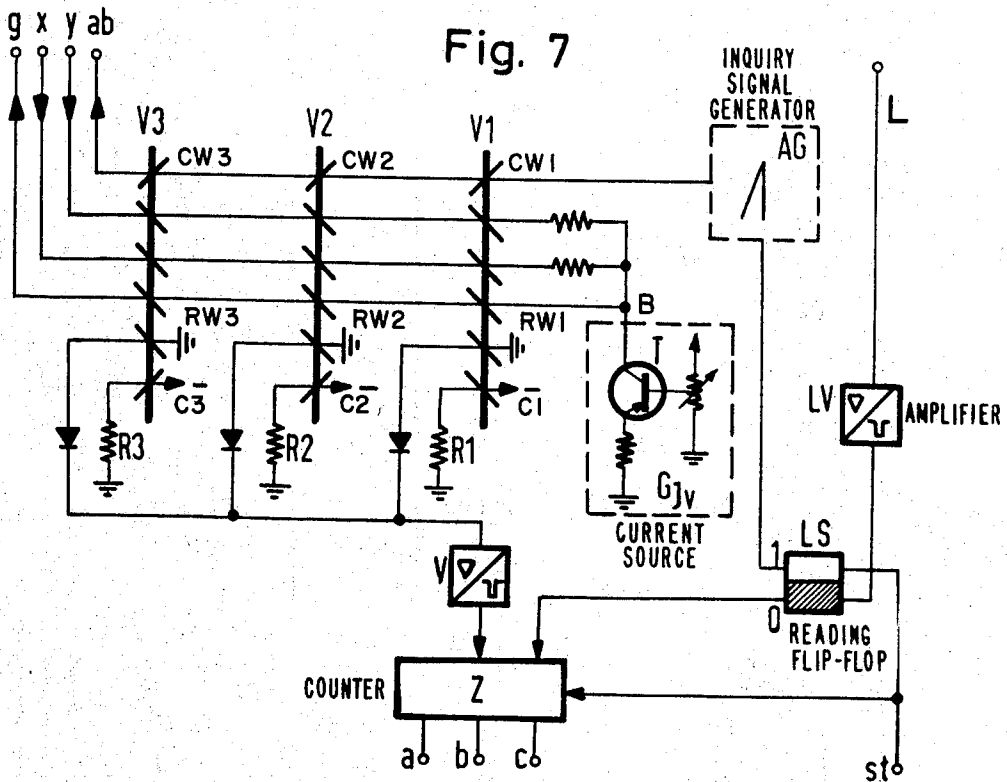 g x y ab
Fig. 7
INQUIRY
SIGNAL
GENERATOR
AG
L
V3
V2
V1
CW3
CW2
CW1
B
RW3
RW2
RW1
C3
C2
C1
R3
R2
R1
T
GJV
CURRENT
SOURCE
LV
AMPLIFIER
LS
1
0
READING
FLIP-FLOP
V
COUNTER
Z
a
b
c
st